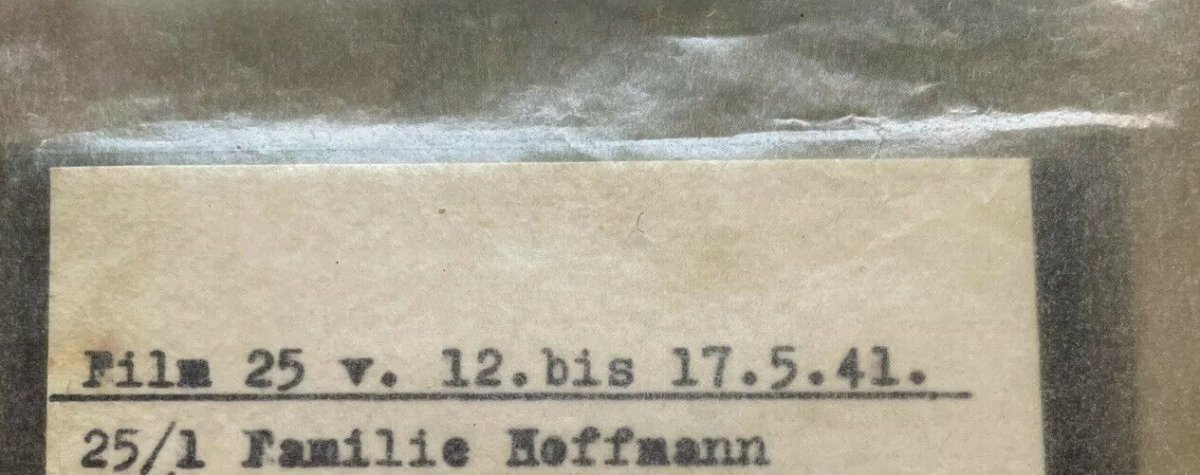 Film 25 v. 12.bis 17.5.41.
25/1 Familie Hoffmann